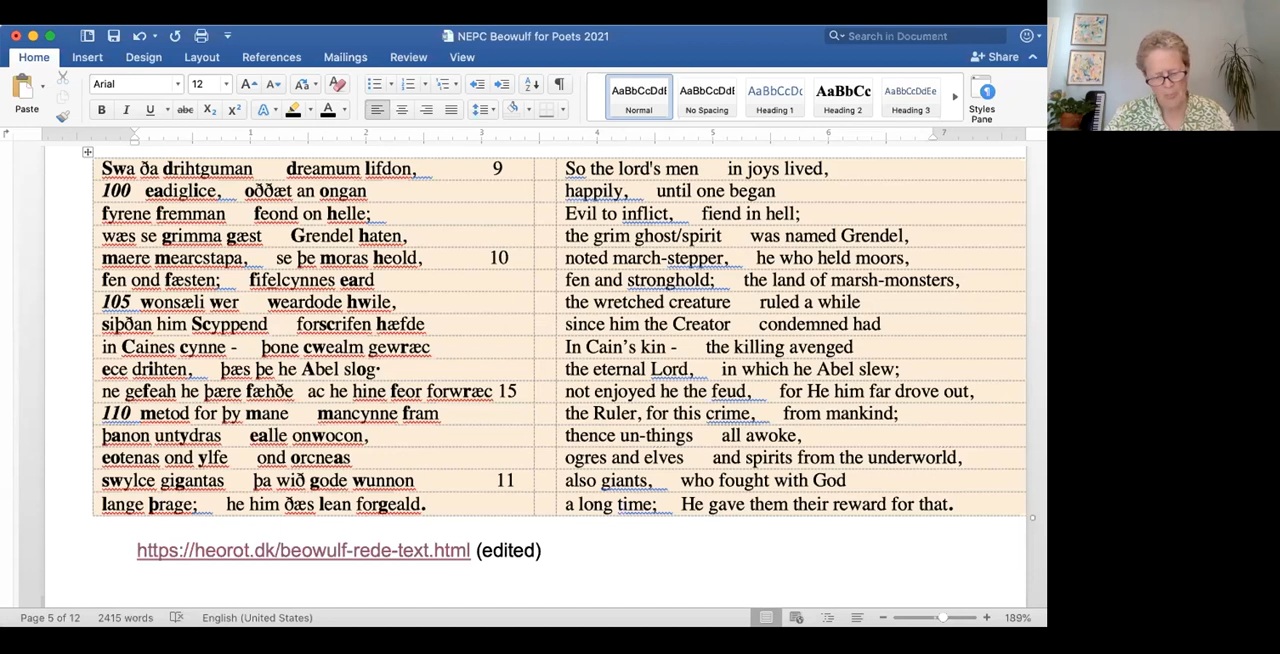 NEPC Beowulf for Poets 2021
Search in Document
Home Insert Design Layout References Mailings Review View Share
Paste Arial 12 Styles Pane
AaBbCcDdE AaBbCcDdE AaBbCcDd AaBbCc AaBbCcDdEe
Normal No Spacing Heading 1 Heading 2 Heading 3
1 2 3 4 5 6 7
Swa ða drihtguman dreamum lifdon, 9 So the lord's men in joys lived,
100 eadiglice, oððæt an ongan happily, until one began
fyrene fremman feond on helle; Evil to inflict, fiend in hell;
wæs se grimma gæst Grendel haten, the grim ghost/spirit was named Grendel,
maere mearcstapa, se þe moras heold, 10 noted march-stepper, he who held moors,
fen ond fæsten; fifelcynnes eard fen and stronghold; the land of marsh-monsters,
105 wonsæli wer weardode hwile, the wretched creature ruled a while
siþðan him Scyppend forscrifen hæfde since him the Creator condemned had
in Caines cynne - þone cwealm gewræc In Cain's kin - the killing avenged
ece drihten, þæs þe he Abel slog· the eternal Lord, in which he Abel slew;
ne gefeah he þære fæhðe ac he hine feor forwræc 15 not enjoyed he the feud, for He him far drove out,
110 metod for þy mane mancynne fram the Ruler, for this crime, from mankind;
þanon untydras ealle onwocon, thence un-things all awoke,
eotenas ond ylfe ond orcneas ogres and elves and spirits from the underworld,
swylce gigantas þa wið gode wunnon 11 also giants, who fought with God
lange þrage; he him ðæs lean forgeald. a long time; He gave them their reward for that.
https://heorot.dk/beowulf-rede-text.html (edited)
Page 5 of 12 2415 words English (United States) 189%